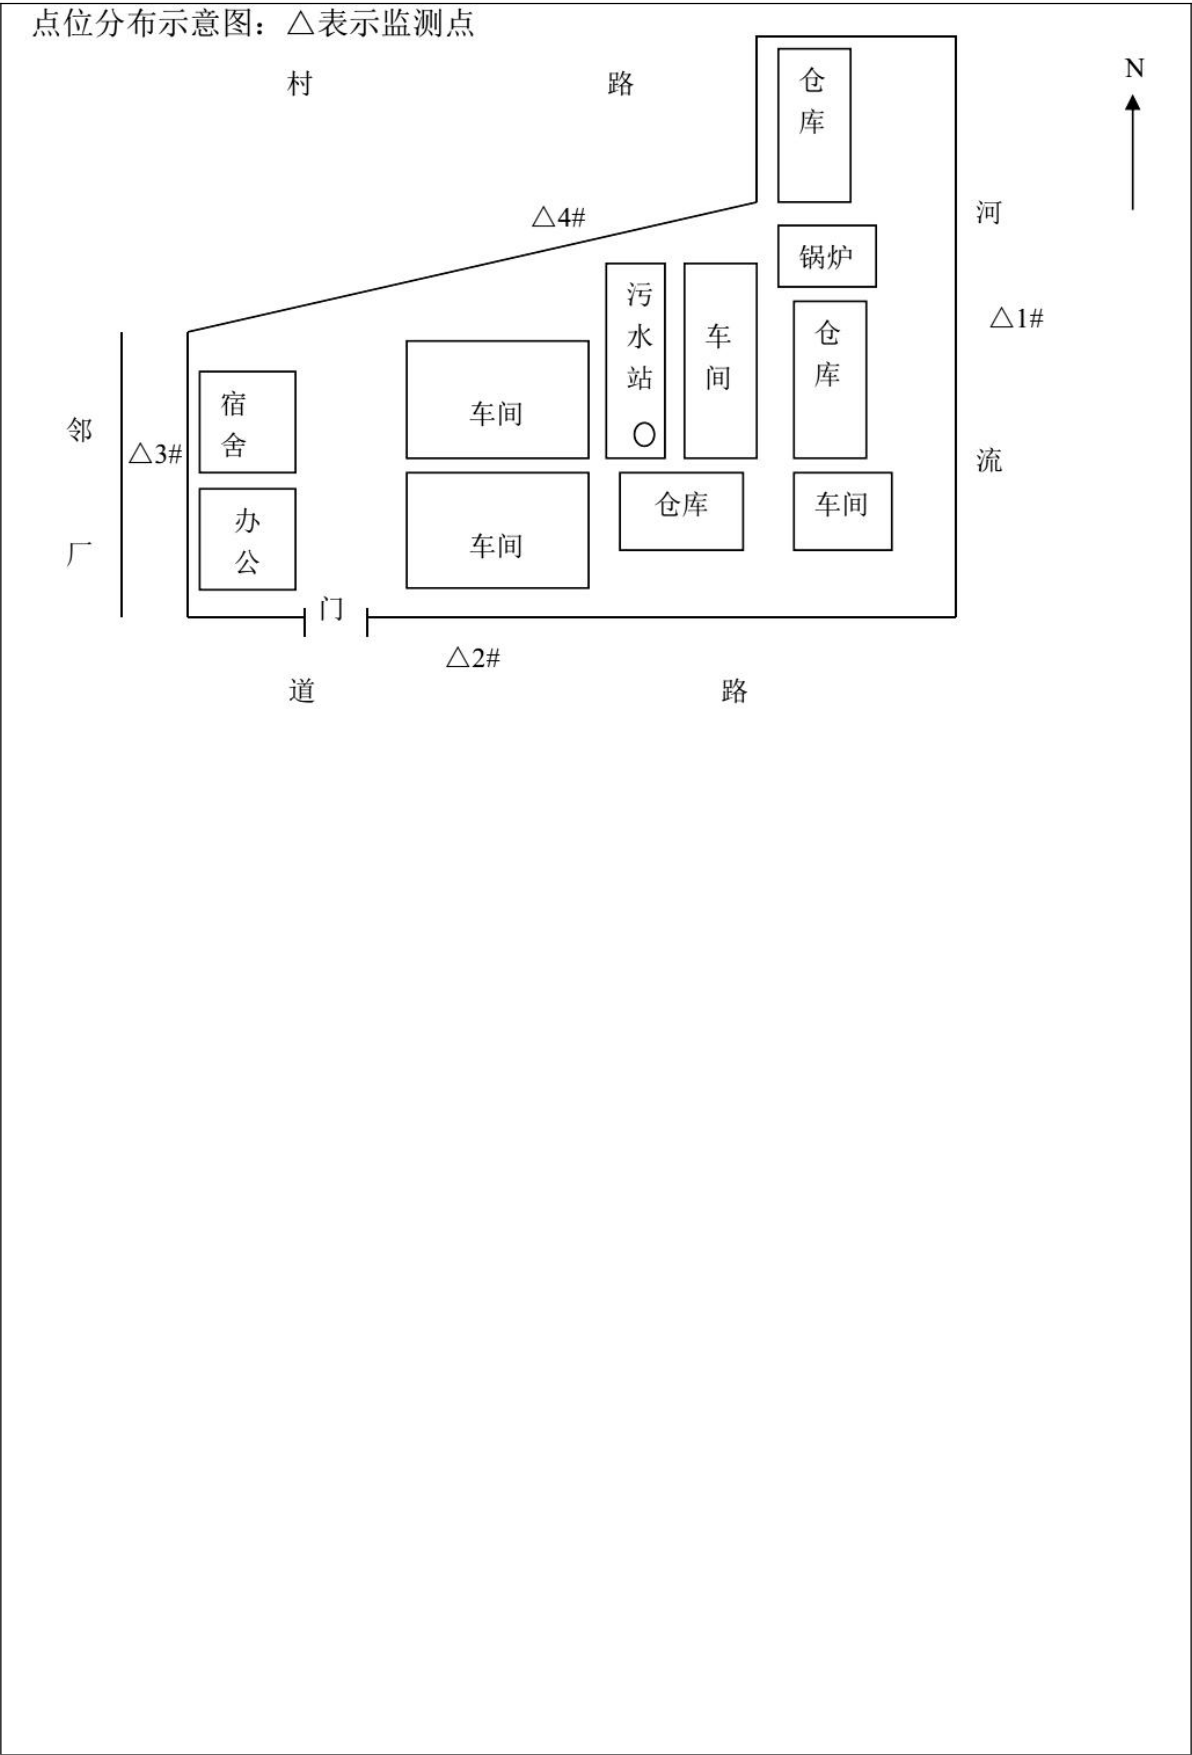 点位分布示意图：△表示监测点
村 路
N
仓库
河
△4#
锅炉
△1#
污水站
车间
仓库
宿舍
车间
邻
△3#
流
办公
车间
仓库
车间
厂
门
△2#
道 路